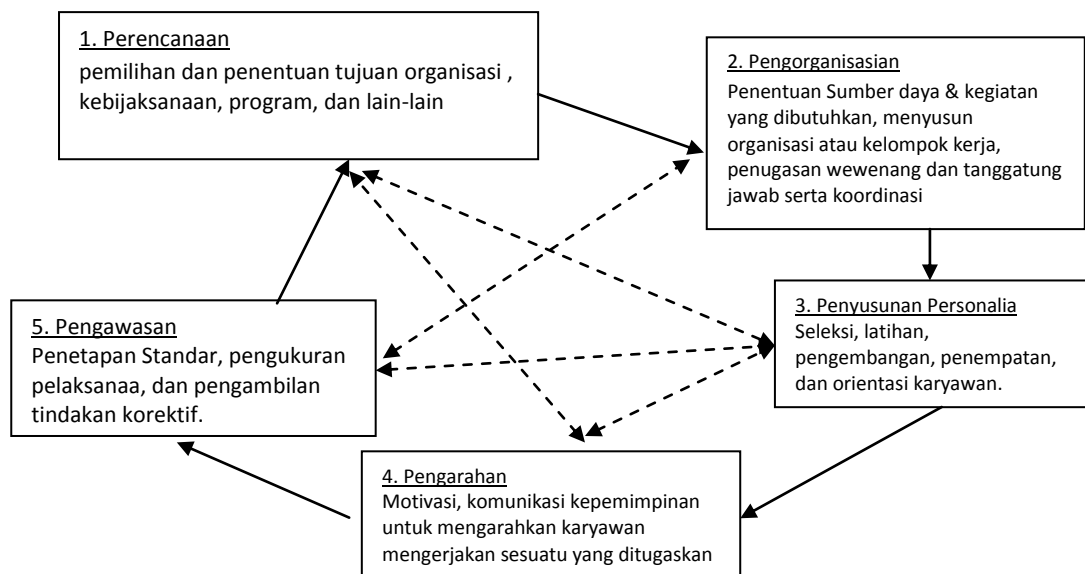 1. Perencanaan
pemilihan dan penentuan tujuan organisasi ,
kebijaksanaan, program, dan lain-lain
2. Pengorganisasian
Penentuan Sumber daya & kegiatan
yang dibutuhkan, menyusun
organisasi atau kelompok kerja,
penugasan wewenang dan tanggatung
jawab serta koordinasi
3. Penyusunan Personalia
Seleksi, latihan,
pengembangan, penempatan,
dan orientasi karyawan.
4. Pengarahan
Motivasi, komunikasi kepemimpinan
untuk mengarahkan karyawan
mengerjakan sesuatu yang ditugaskan
5. Pengawasan
Penetapan Standar, pengukuran
pelaksanaa, dan pengambilan
tindakan korektif.